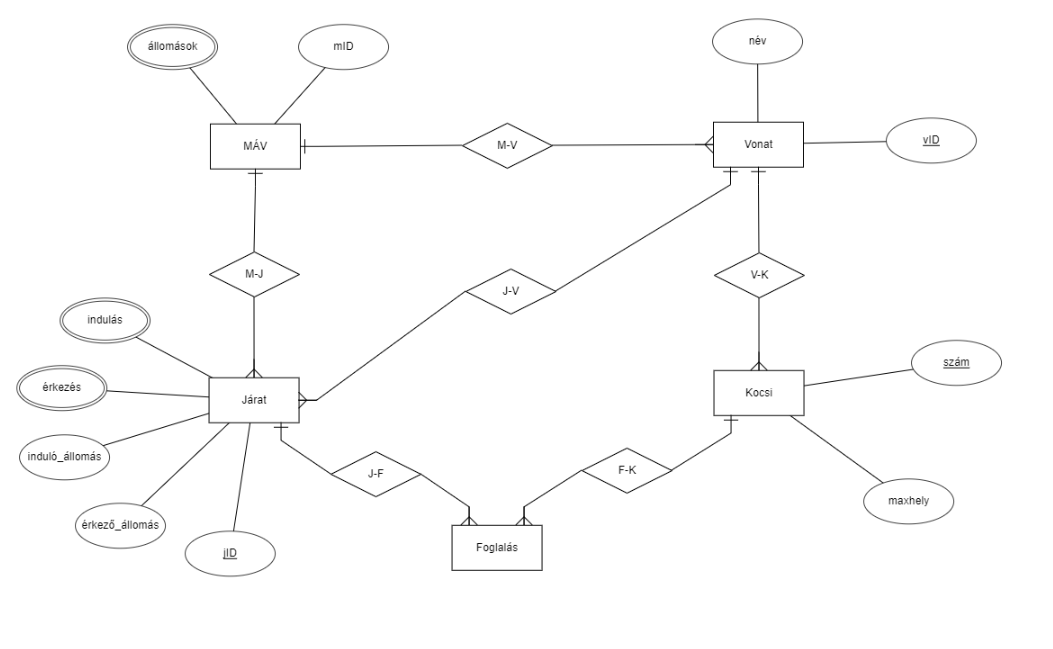 állomások
mID
név
MÁV
M-V
Vonat
vID
M-J
J-V
V-K
indulás
érkezés
szám
Járat
Kocsi
induló_állomás
J-F
F-K
maxhely
érkező_állomás
jID
Foglalás